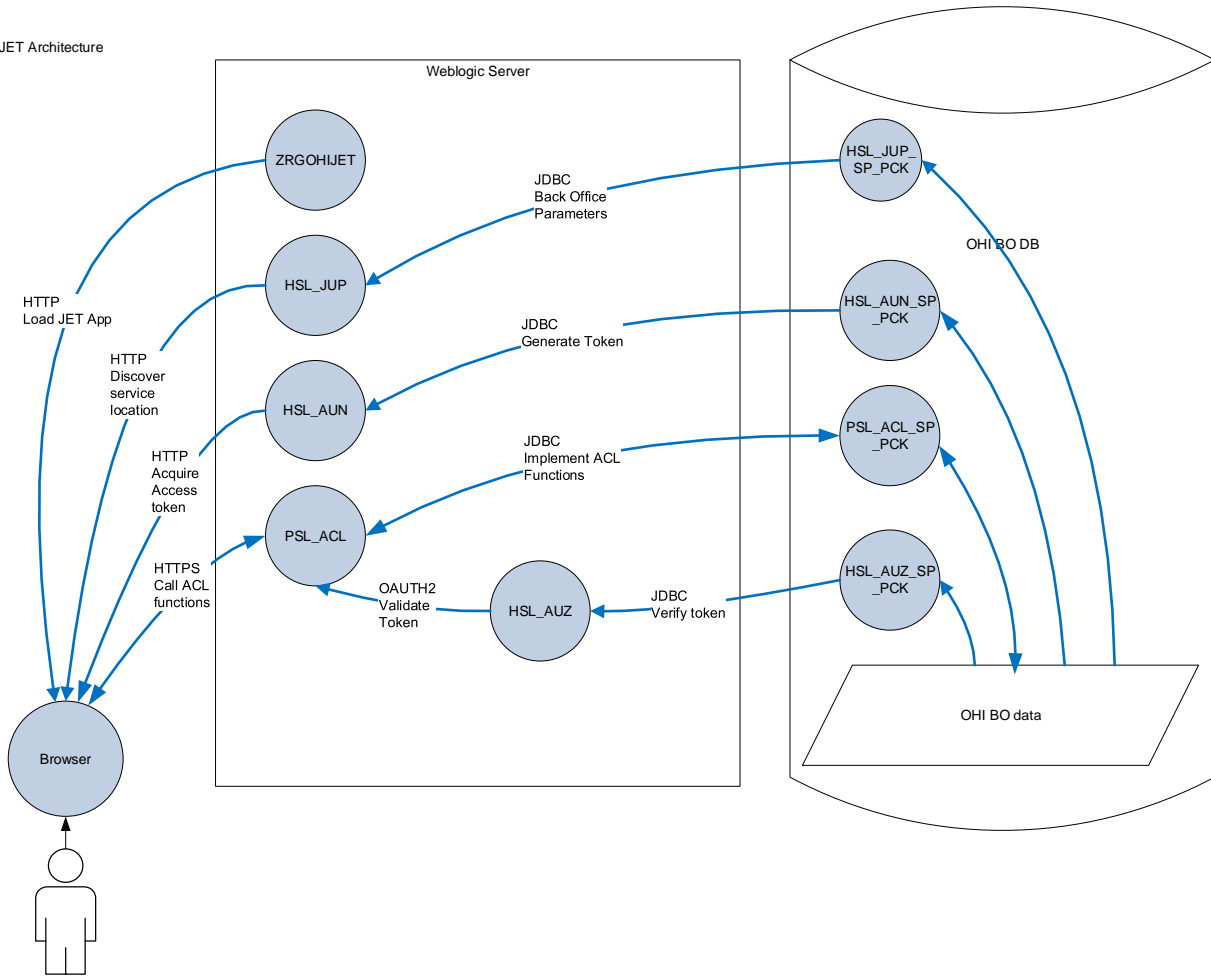 JET Architecture
Weblogic Server
ZRGOHIJET
HSL_JUP_
SP_PCK
JDBC
Back Office
Parameters
OHI BO DB
HSL_JUP
HTTP
Load JET App
HSL_AUN_SP
_PCK
JDBC
Generate Token
HTTP
Discover
service
location
HSL_AUN
PSL_ACL_SP
_PCK
JDBC
Implement ACL
Functions
HTTP
Acquire
Access
token
PSL_ACL
HTTPS
Call ACL
functions
OAUTH2
Validate
Token
HSL_AUZ
JDBC
Verify token
HSL_AUZ_SP
_PCK
OHI BO data
Browser